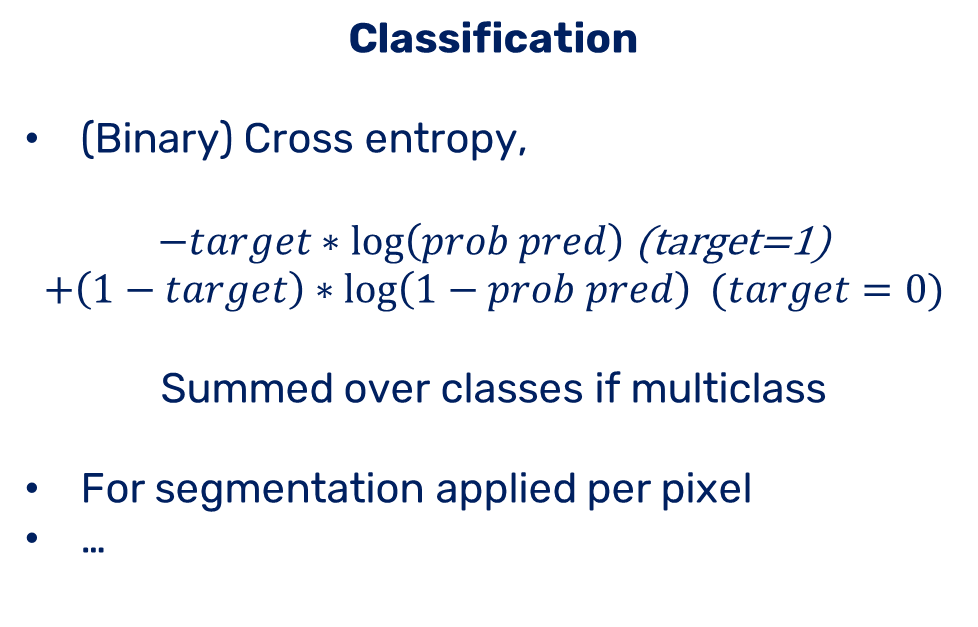 Classification
• (Binary) Cross entropy,
−target ∗ log(prob pred) (target=1)
+(1 − target) ∗ log(1 − prob pred) (target = 0)
Summed over classes if multiclass
• For segmentation applied per pixel
• …